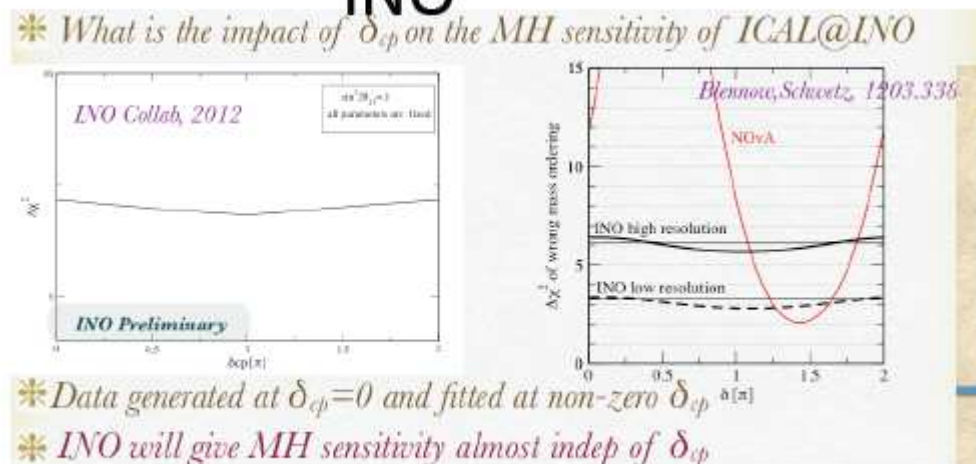 INO
✵ What is the impact of δcp on the MH sensitivity of ICAL@INO
INO Collab, 2012
all parameters are fixed
Δχ²
INO Preliminary
0 0.5 1 1.5 2
δcp[π]
Blennow, Schwetz, 1203.336
NOvA
INO high resolution
INO low resolution
Δχ² of wrong mass ordering
15
10
5
0
0 0.5 1 1.5 2
δ [π]
✵ Data generated at δcp=0 and fitted at non-zero δcp
✵ INO will give MH sensitivity almost indep of δcp